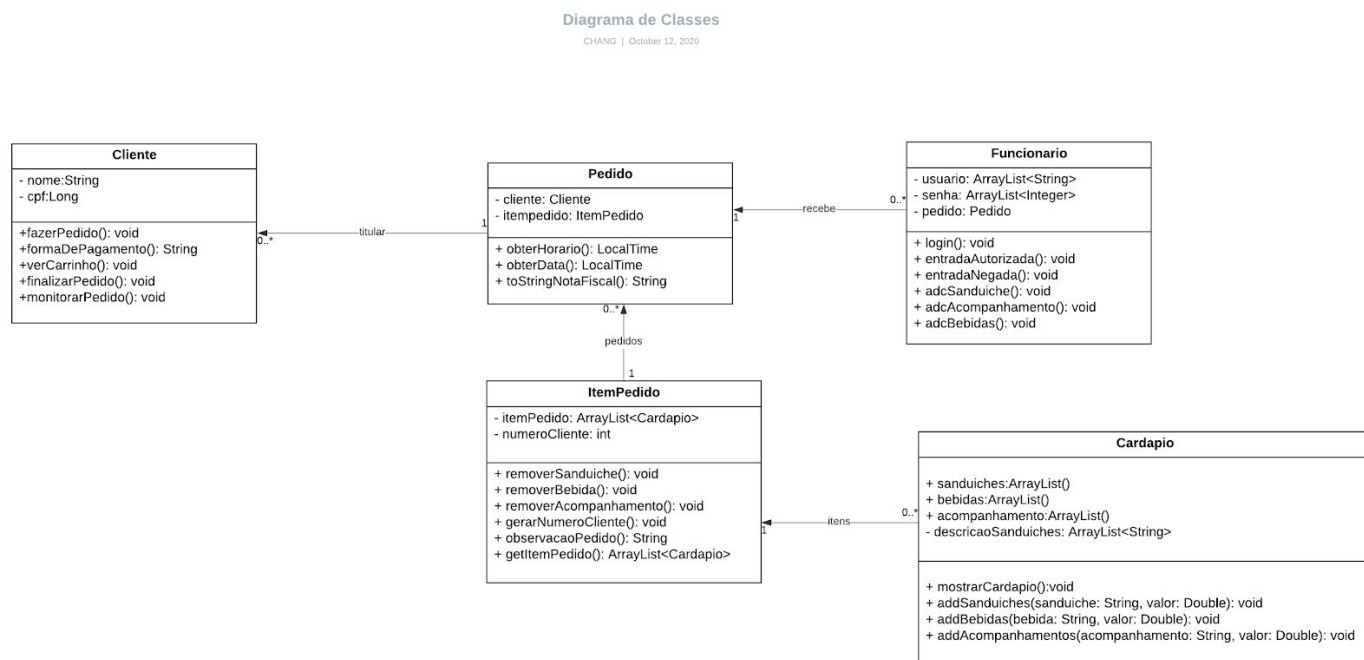 Diagrama de Classes
CHANG | October 12, 2020
Cliente
- nome:String
- cpf:Long
+fazerPedido(): void
+formaDePagamento(): String
+verCarrinho(): void
+finalizarPedido(): void
+monitorarPedido(): void
0..*
titular
1
Pedido
- cliente: Cliente
- itempedido: ItemPedido
+ obterHorario(): LocalTime
+ obterData(): LocalTime
+ toStringNotaFiscal(): String
1
recebe
0..*
Funcionario
- usuario: ArrayList<String>
- senha: ArrayList<Integer>
- pedido: Pedido
+ login(): void
+ entradaAutorizada(): void
+ entradaNegada(): void
+ adcSanduiche(): void
+ adcAcompanhamento(): void
+ adcBebidas(): void
0..*
pedidos
1
ItemPedido
- itemPedido: ArrayList<Cardapio>
- numeroCliente: int
+ removerSanduiche(): void
+ removerBebida(): void
+ removerAcompanhamento(): void
+ gerarNumeroCliente(): void
+ observacaoPedido(): String
+ getItemPedido(): ArrayList<Cardapio>
1
itens
0..*
Cardapio
+ sanduiches:ArrayList()
+ bebidas:ArrayList()
+ acompanhamento:ArrayList()
- descricaoSanduiches: ArrayList<String>
+ mostrarCardapio():void
+ addSanduiches(sanduiche: String, valor: Double): void
+ addBebidas(bebida: String, valor: Double): void
+ addAcompanhamentos(acompanhamento: String, valor: Double): void